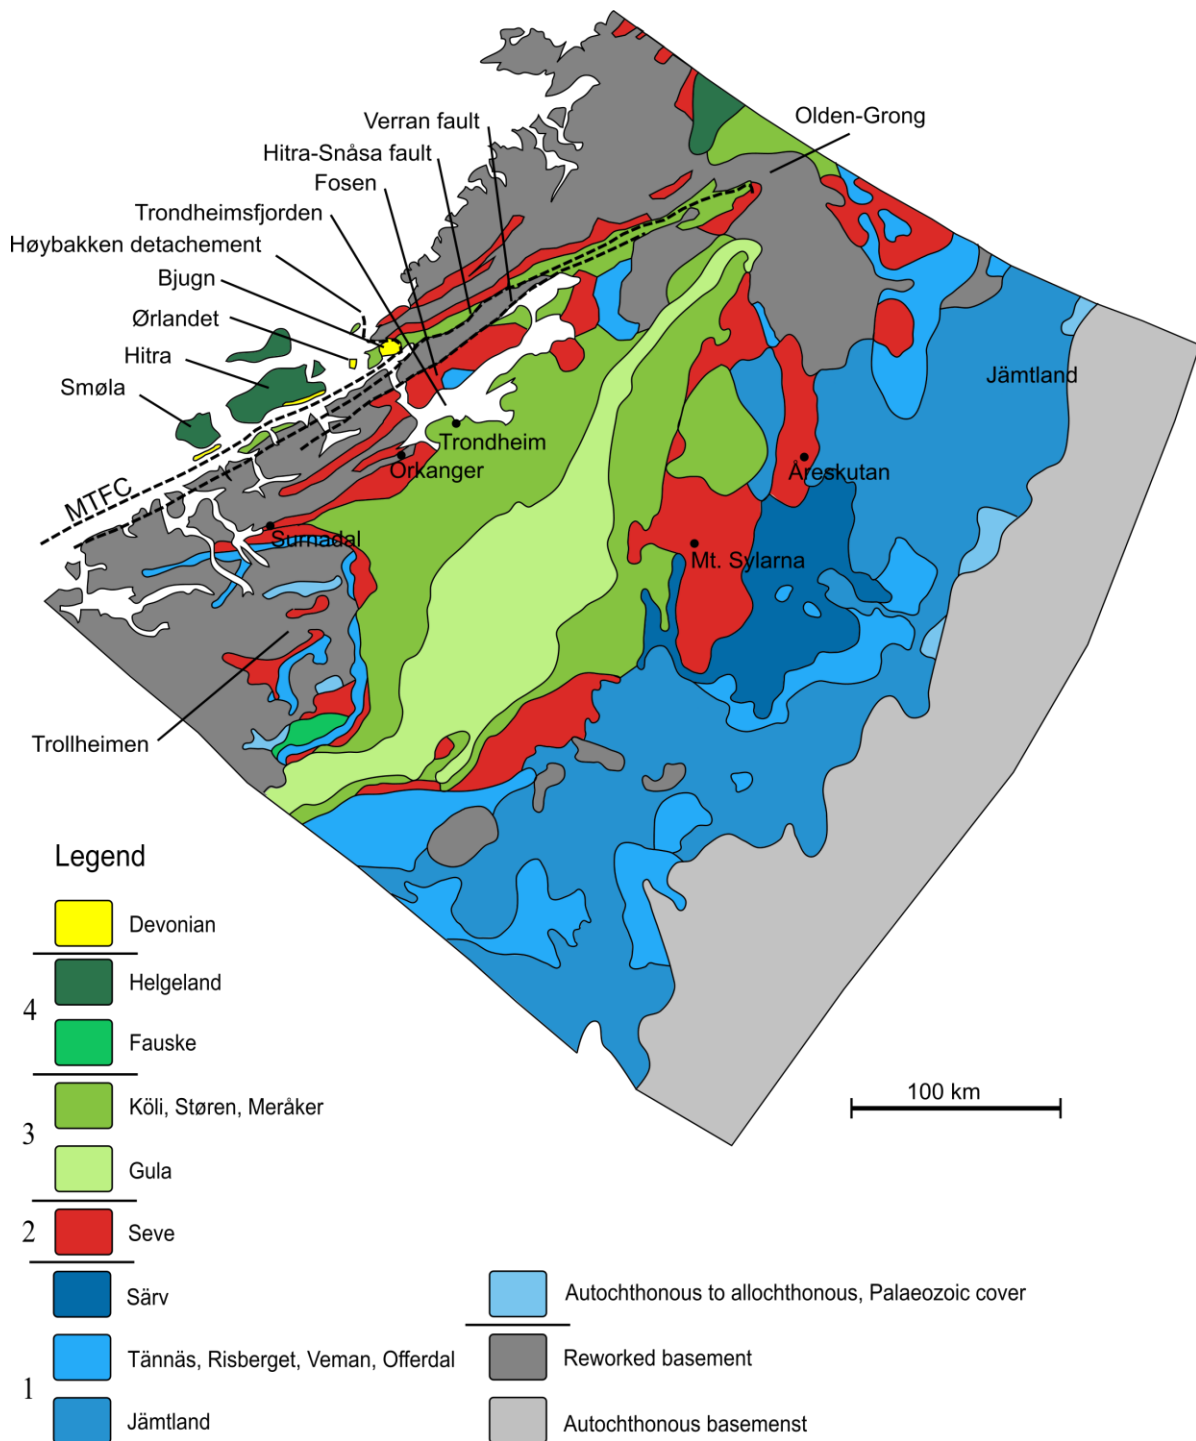 Verran fault
Olden-Grong
Hitra-Snåsa fault
Fosen
Trondheimsfjorden
Høybakken detachement
Bjugn
Ørlandet
Hitra
Smøla
Jämtland
Trondheim
Orkanger
Åreskutan
MTFC
Surnadal
Mt. Sylarna
Trollheimen
Legend
Devonian
4
Helgeland
Fauske
100 km
3
Köli, Støren, Meråker
Gula
2
Seve
1
Särv
Tännäs, Risberget, Veman, Offerdal
Jämtland
Autochthonous to allochthonous, Palaeozoic cover
Reworked basement
Autochthonous basemenst